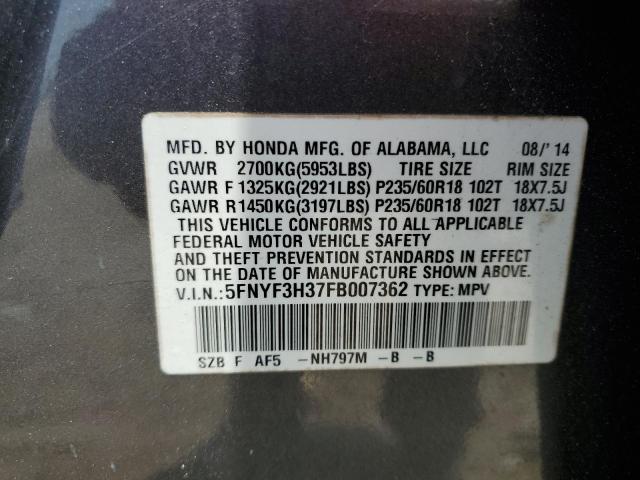 MFD. BY HONDA MFG. OF ALABAMA, LLC 08/'14
GVWR 2700KG(5953LBS) TIRE SIZE RIM SIZE
GAWR F 1325KG(2921LBS) P235/60R18 102T 18X7.5J
GAWR R 1450KG(3197LBS) P235/60R18 102T 18X7.5J
THIS VEHICLE CONFORMS TO ALL APPLICABLE
FEDERAL MOTOR VEHICLE SAFETY
AND THEFT PREVENTION STANDARDS IN EFFECT
ON THE DATE OF MANUFACTURE SHOWN ABOVE.
V.I.N.:5FNYF3H37FB007362 TYPE: MPV
SZB F AF5 -NH797M -B -B